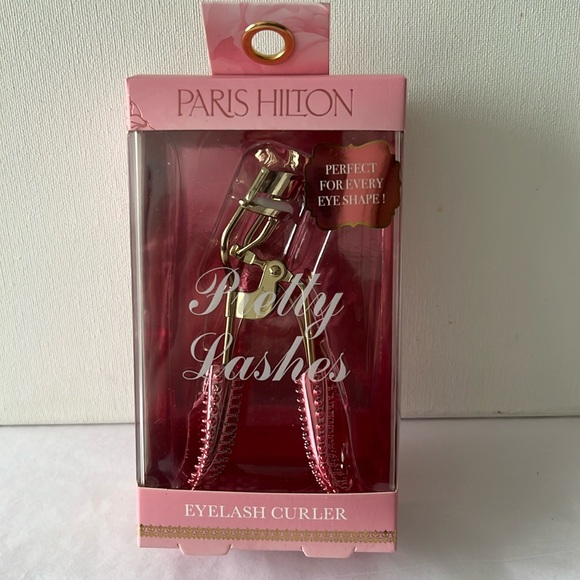 PARIS HILTON
PERFECT
FOR EVERY
EYE SHAPE!
Pretty
Lashes
EYELASH CURLER